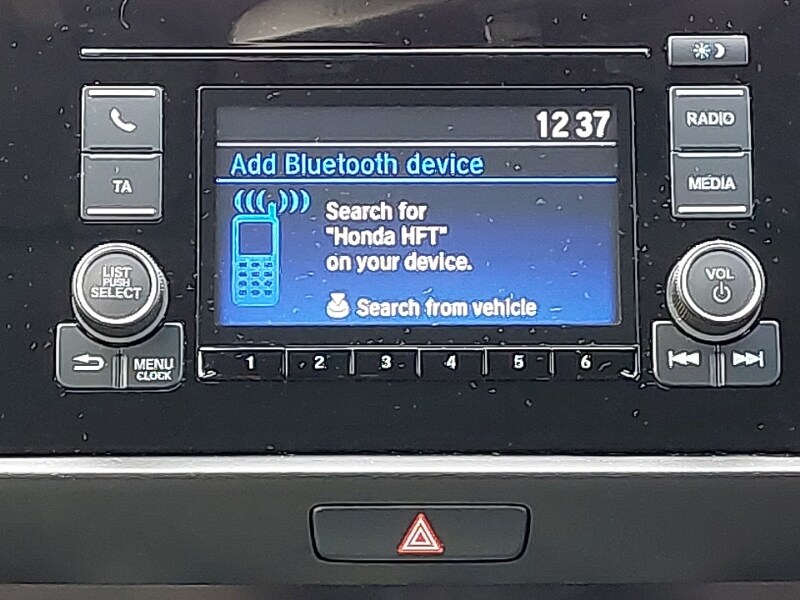 12:37
Add Bluetooth device
Search for
"Honda HFT"
on your device.
Search from vehicle
TA
LIST
PUSH
SELECT
MENU
CLOCK
RADIO
MEDIA
VOL
1 2 3 4 5 6